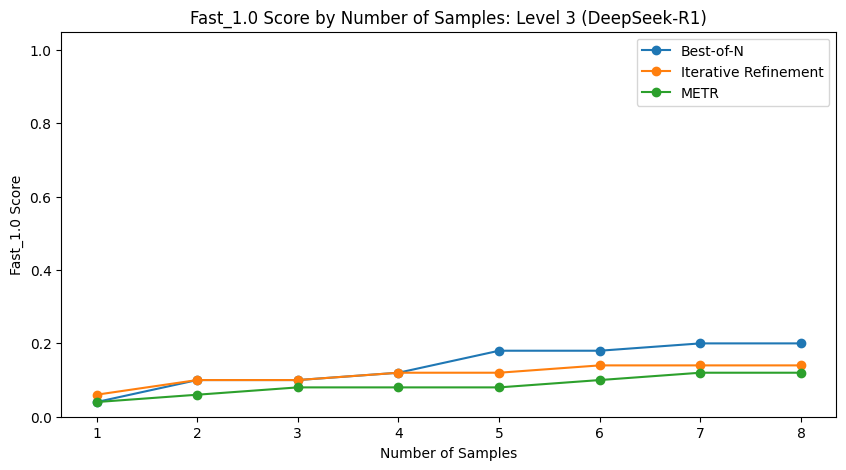 Fast_1.0 Score by Number of Samples: Level 3 (DeepSeek-R1)
Best-of-N
Iterative Refinement
METR
Fast_1.0 Score
1.0
0.8
0.6
0.4
0.2
0.0
1 2 3 4 5 6 7 8
Number of Samples